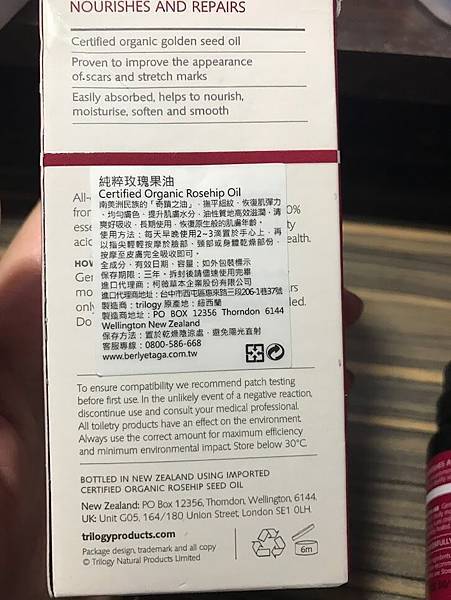 NOURISHES AND REPAIRS
Certified organic golden seed oil
Proven to improve the appearance
of scars and stretch marks
Easily absorbed, helps to nourish,
moisturise, soften and smooth
純粹玫瑰果油
Certified Organic Rosehip Oil
南美洲民族的「奇蹟之油」，撫平細紋、恢復肌彈力
、均勻膚色，提升肌膚水分、油性質地高效滋潤，清
爽好吸收，長期使用，恢復原生般的肌膚年齡。
使用方法：每天早晚使用2~3滴置於手心上，再
以指尖輕輕按摩於臉部、頸部或身體乾燥部份，
按摩至皮膚完全吸收即可。
全成分、有效日期、容量：如外包裝標示
保存期限：三年。拆封後請儘速使用完畢
進口代理商：柯薇草本企業股份有限公司
進口代理商地址：台中市西屯區惠來路三段206-1巷37號
製造商：trilogy 原產地：紐西蘭
製造商地址：PO BOX 12356 Thorndon 6144
Wellington New Zealand
保存方法：置於乾燥陰涼處，避免陽光直射
客服專線：0800-586-668
www.berlyetaga.com.tw
To ensure compatibility we recommend patch testing
before first use. In the unlikely event of a negative reaction,
discontinue use and consult your medical professional.
All toiletry products have an effect on the environment.
Always use the correct amount for maximum efficiency
and minimum environmental impact. Store below 30°C.
BOTTLED IN NEW ZEALAND USING IMPORTED
CERTIFIED ORGANIC ROSEHIP SEED OIL
New Zealand: PO Box 12356, Thorndon, Wellington, 6144.
UK: Unit G05, 164/180 Union Street, London SE1 0LH.
trilogyproducts.com
Package design, trademark and all copy
© Trilogy Natural Products Limited
6m